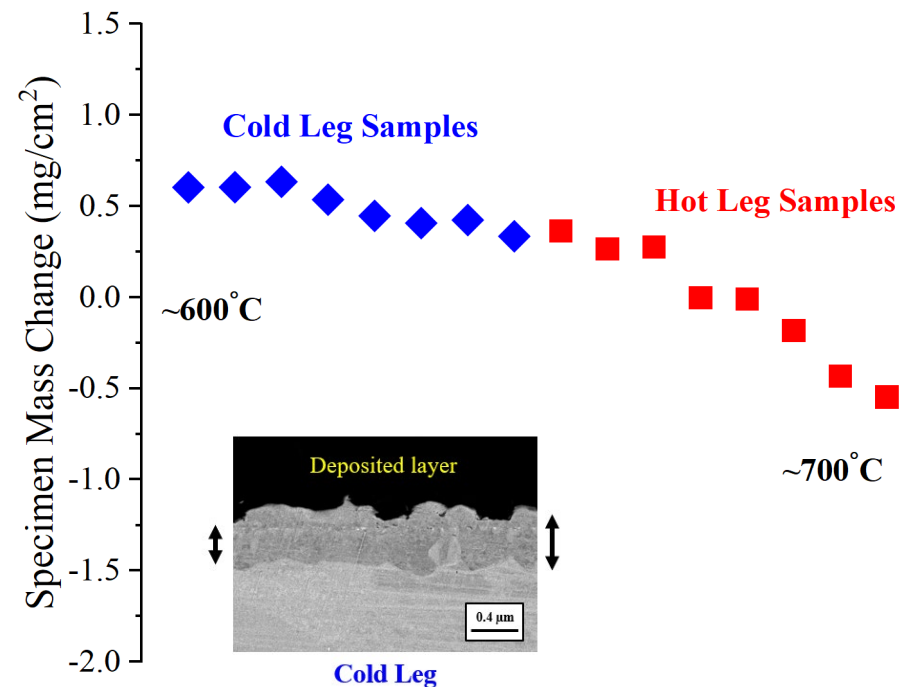 Specimen Mass Change (mg/cm²)
1.5
1.0
0.5
0.0
-0.5
-1.0
-1.5
-2.0
Cold Leg Samples
Hot Leg Samples
~600°C
~700°C
Deposited layer
0.4 μm
Cold Leg